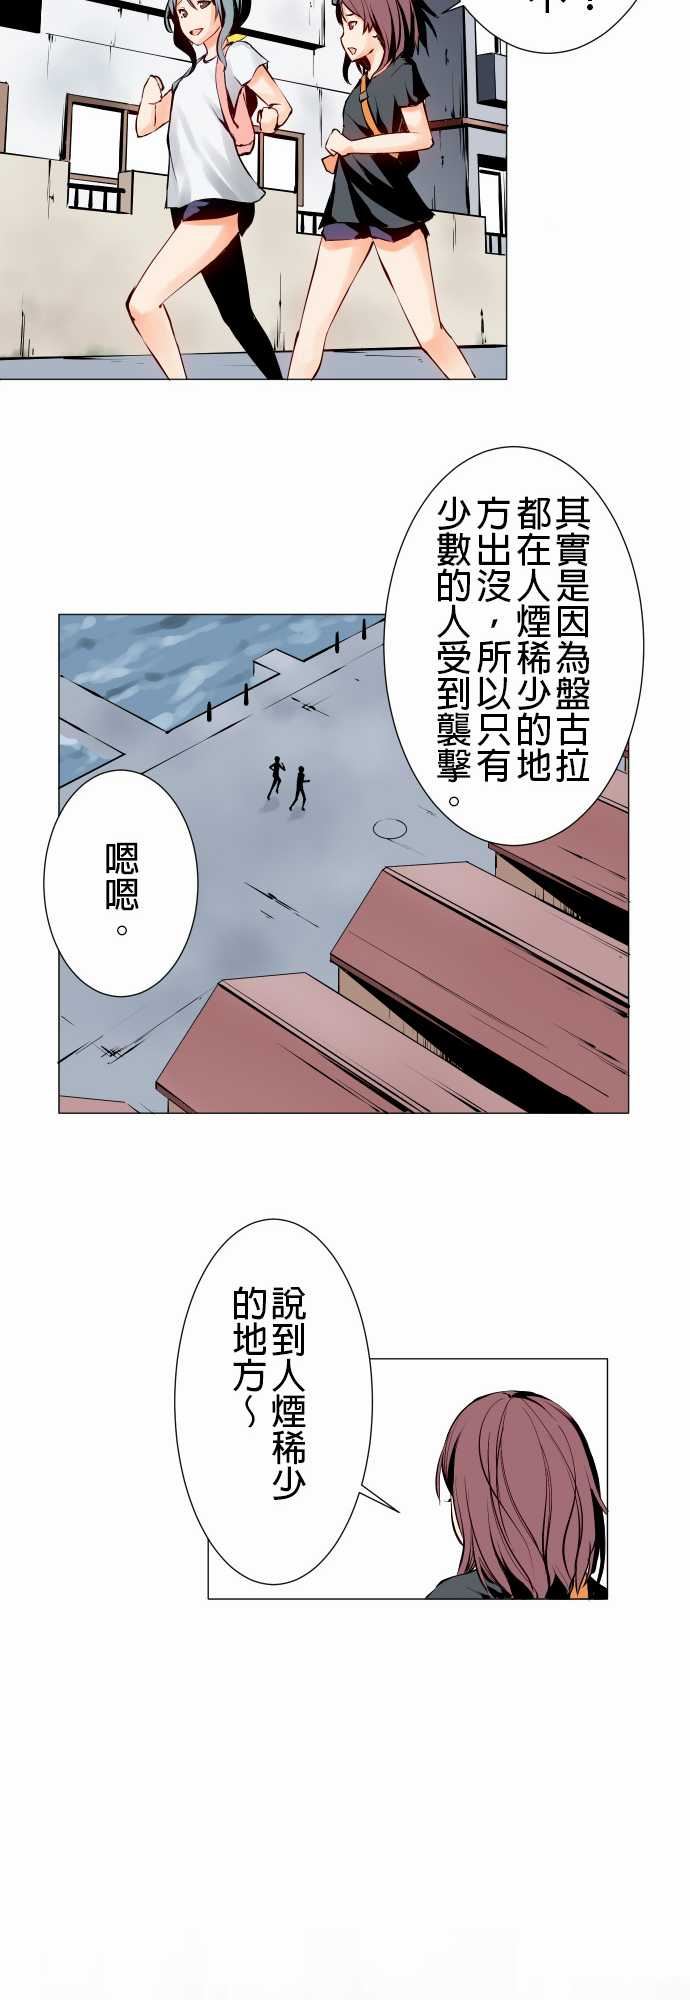 其實是因為盤古拉
都在人煙稀少的地
方出沒，所以只有
少數的人受到襲擊。
嗯嗯。
說到人煙稀少
的地方～